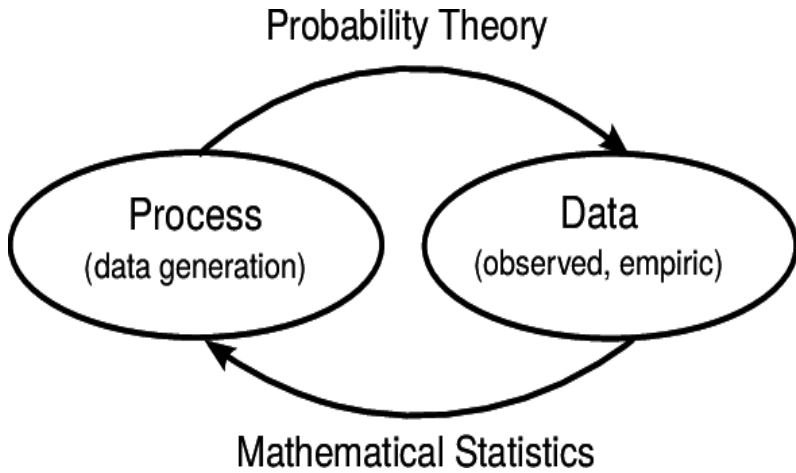 Probability Theory
Process
(data generation)
Data
(observed, empiric)
Mathematical Statistics